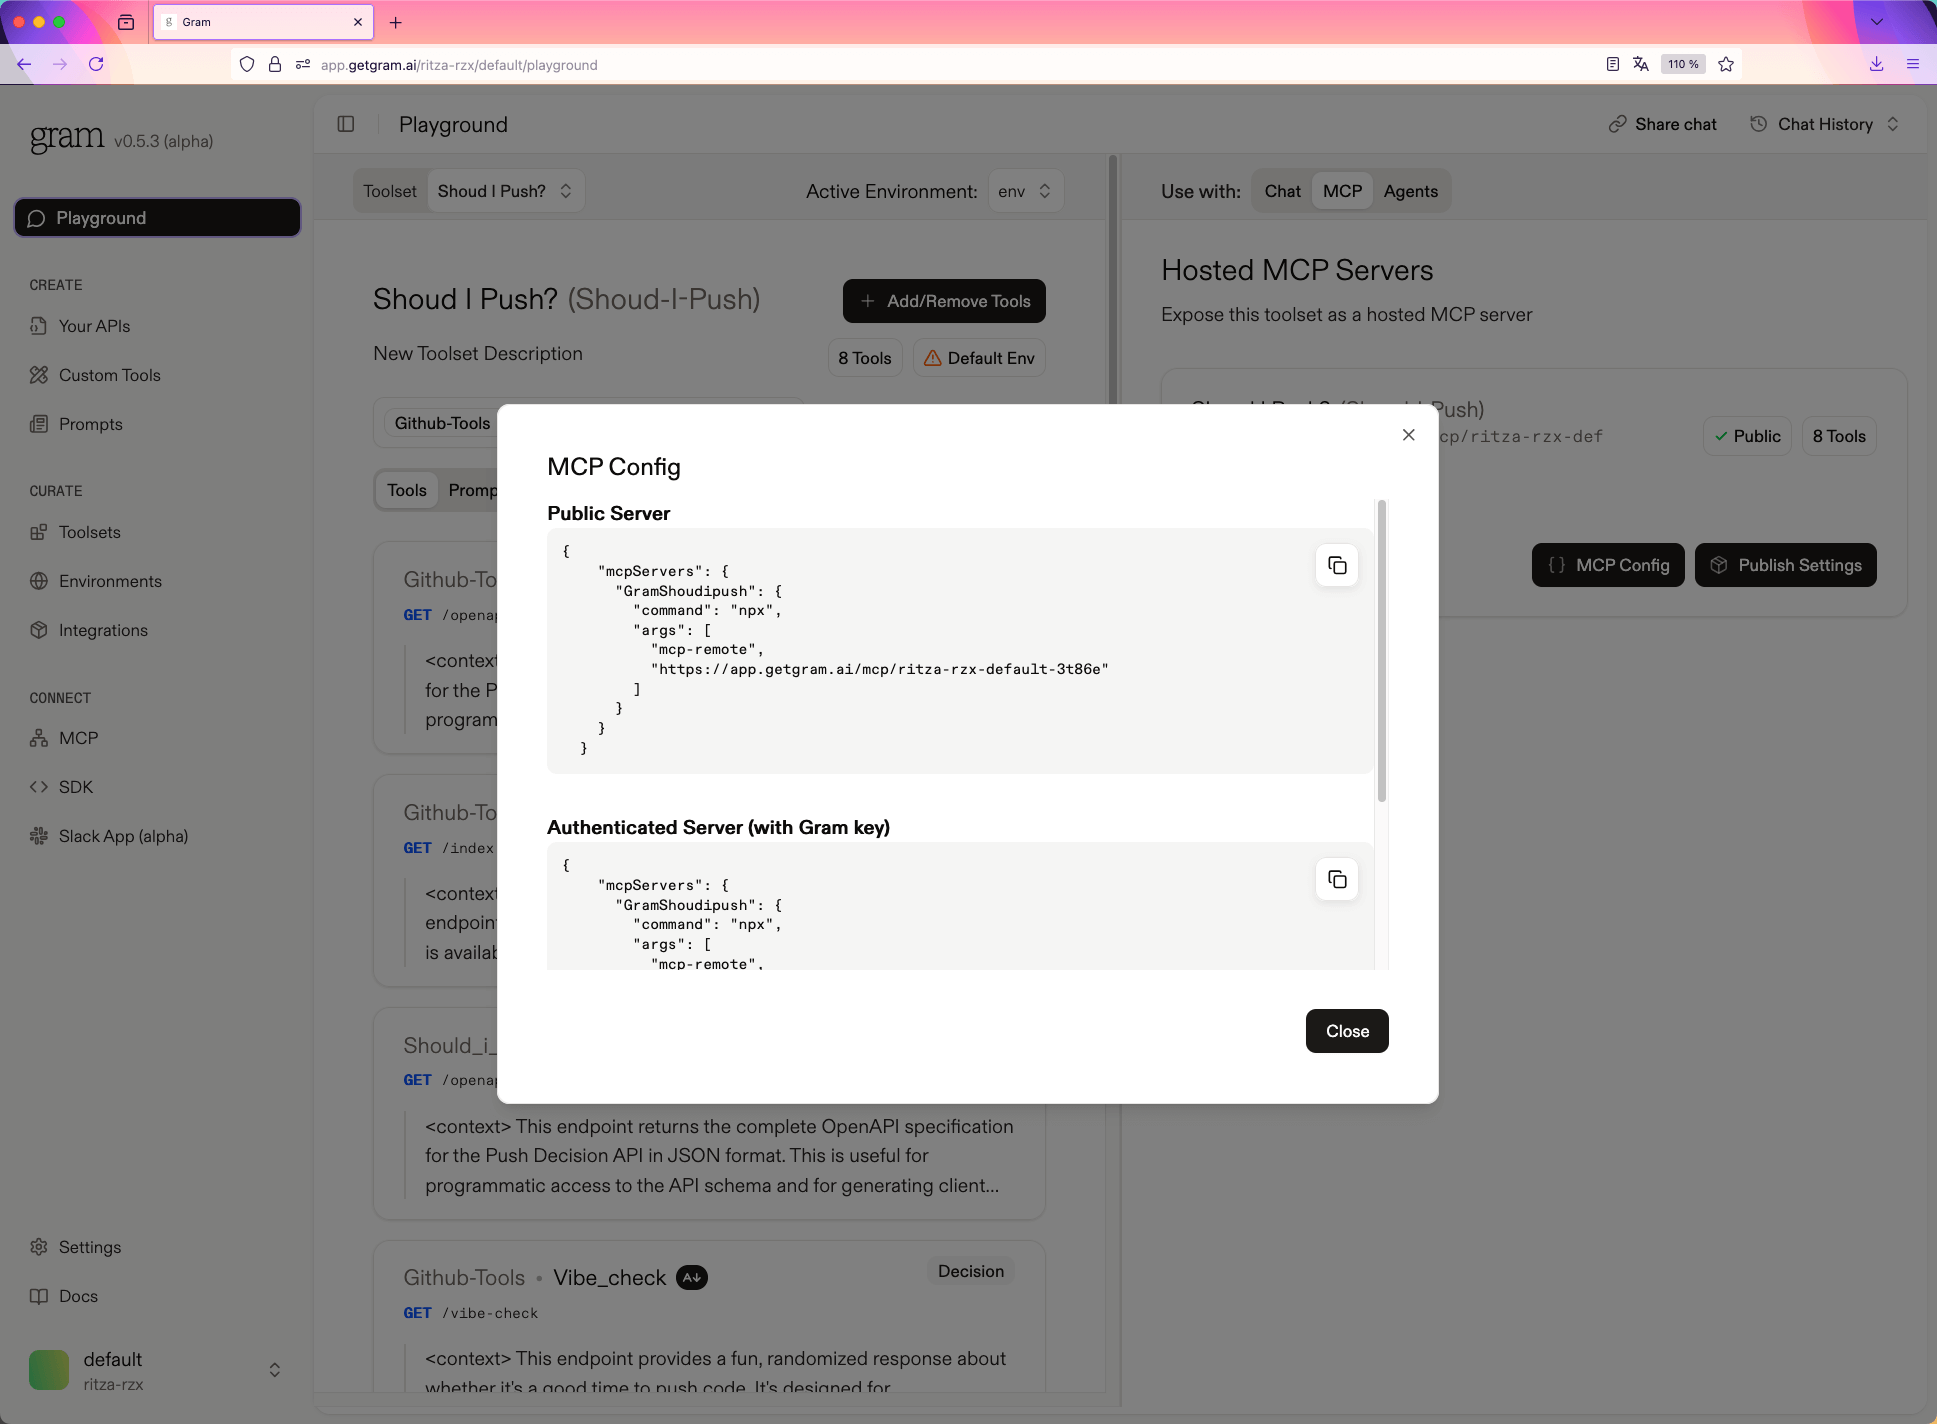 g Gram
app.getgram.ai/ritza-rzx/default/playground
110 %
gram v0.5.3 (alpha)
Playground
CREATE
Your APIs
Custom Tools
Prompts
CURATE
Toolsets
Environments
Integrations
CONNECT
MCP
SDK
Slack App (alpha)
Settings
Docs
default
ritza-rzx
Playground
Share chat
Chat History
Toolset Shoud I Push?
Active Environment: env
Shoud I Push? (Shoud-I-Push)
Add/Remove Tools
New Toolset Description
8 Tools
Default Env
Github-Tools
Tools Promp
Github-To
GET /openap
<context
for the P
program
Github-To
GET /index
<context
endpoint
is availab
Should_i_
GET /openap
<context> This endpoint returns the complete OpenAPI specification
for the Push Decision API in JSON format. This is useful for
programmatic access to the API schema and for generating client...
Github-Tools • Vibe_check
Decision
GET /vibe-check
<context> This endpoint provides a fun, randomized response about
whether it's a good time to push code. It's designed for
Use with: Chat MCP Agents
Hosted MCP Servers
Expose this toolset as a hosted MCP server
Push)
cp/ritza-rzx-def
Public
8 Tools
{} MCP Config
Publish Settings
MCP Config
Public Server
{
"mcpServers": {
"GramShoudipush": {
"command": "npx",
"args": [
"mcp-remote",
"https://app.getgram.ai/mcp/ritza-rzx-default-3t86e"
]
}
}
}
Authenticated Server (with Gram key)
{
"mcpServers": {
"GramShoudipush": {
"command": "npx",
"args": [
"mcp-remote",
Close